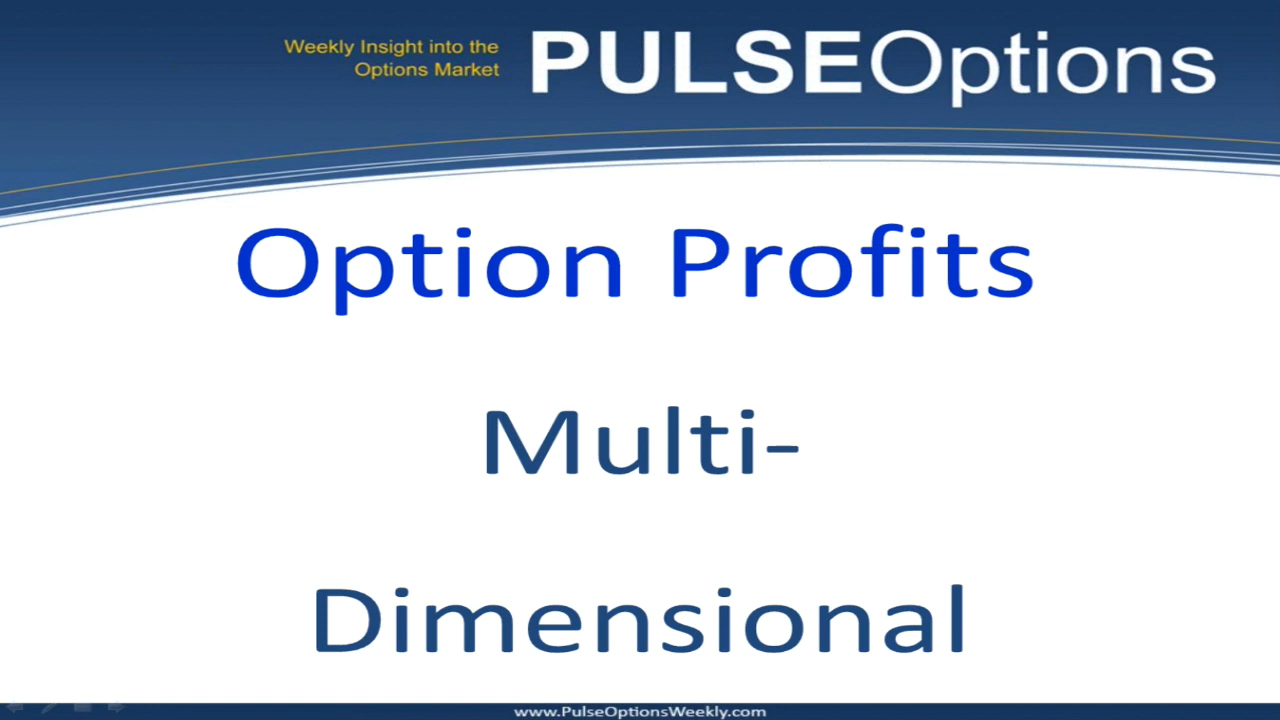 Weekly Insight into the
Options Market
PULSEOptions
Option Profits
Multi-
Dimensional
www.PulseOptionsWeekly.com